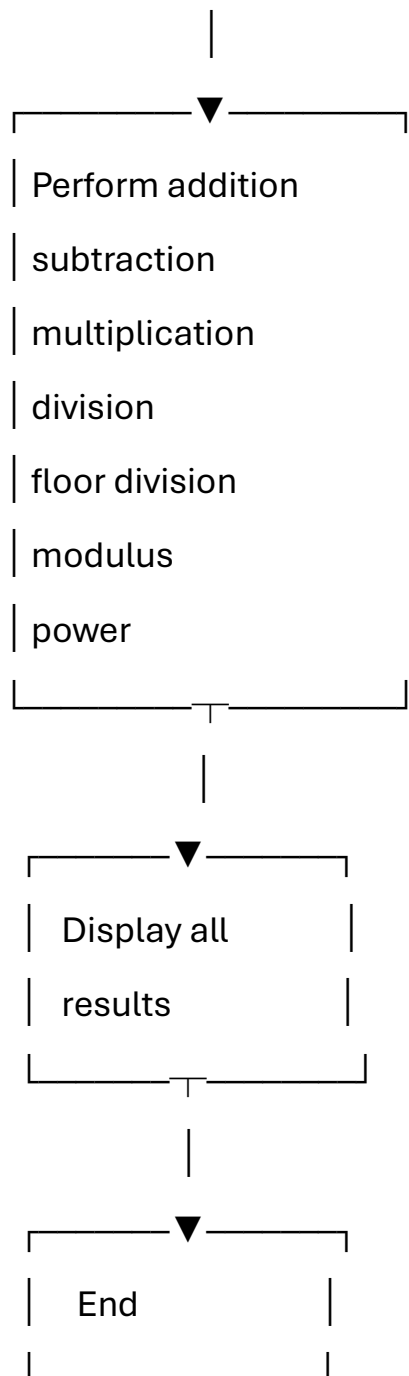 Perform addition
subtraction
multiplication
division
floor division
modulus
power
Display all
results
End